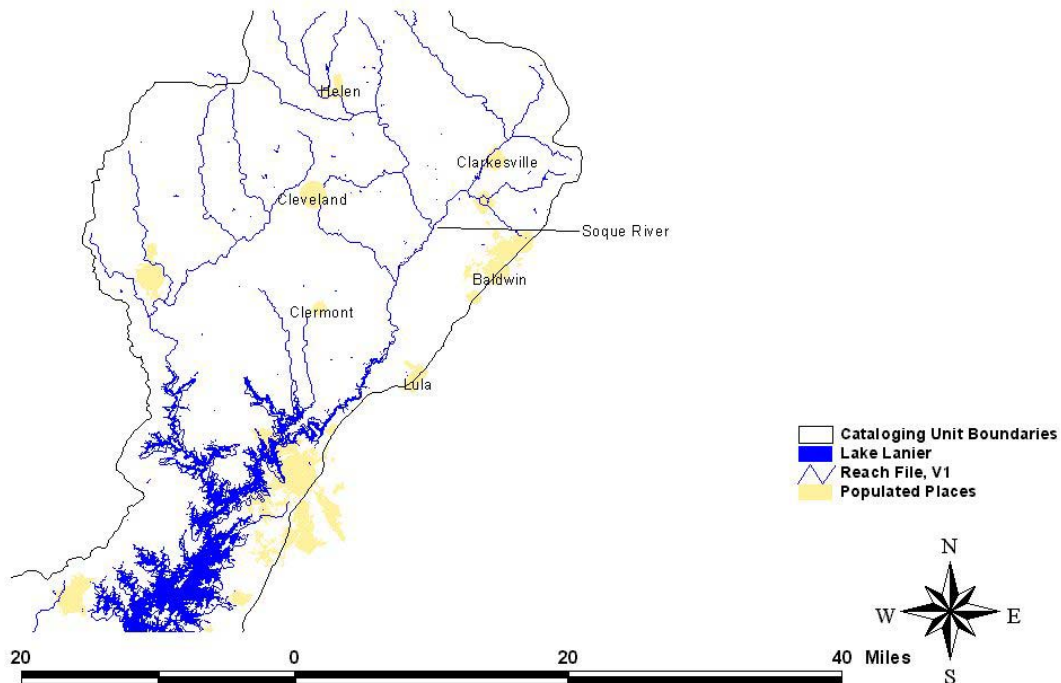 Helen
Clarkesville
Cleveland
Soque River
Baldwin
Clermont
Lula
Cataloging Unit Boundaries
Lake Lanier
Reach File, V1
Populated Places
N
W E
S
20 0 20 40 Miles